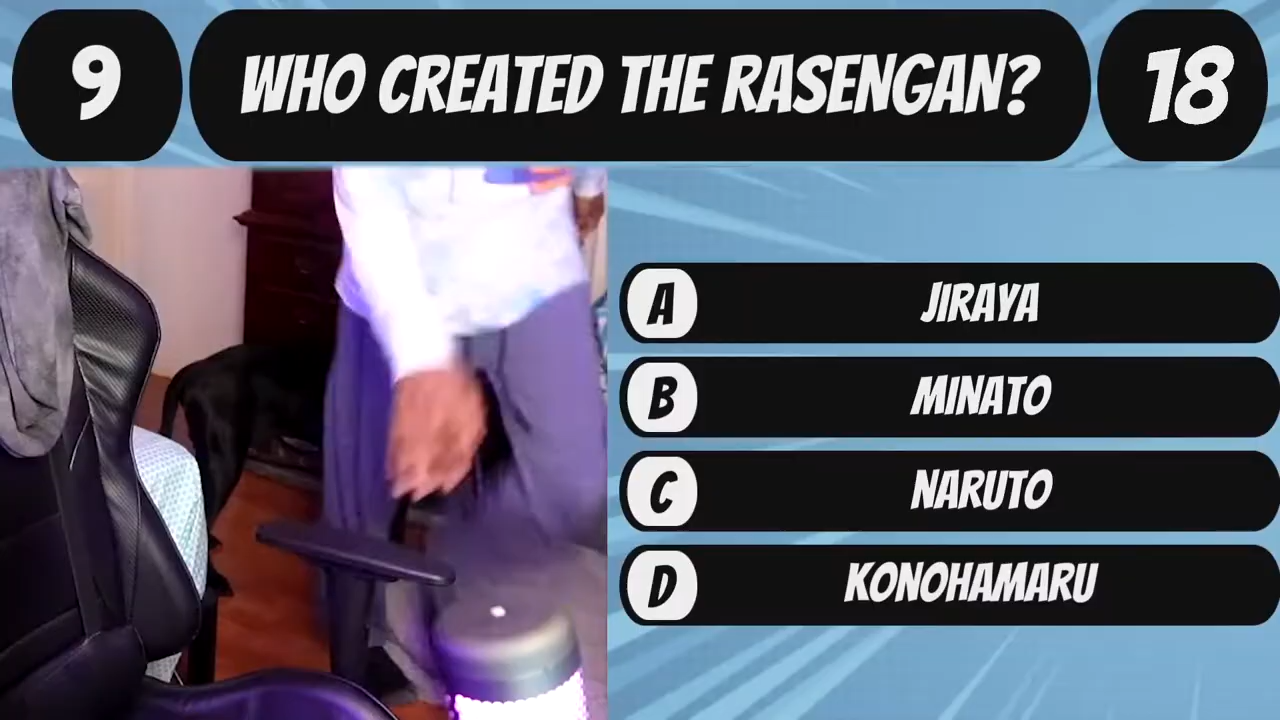 9
WHO CREATED THE RASENGAN?
18
A JIRAYA
B MINATO
C NARUTO
D KONOHAMARU